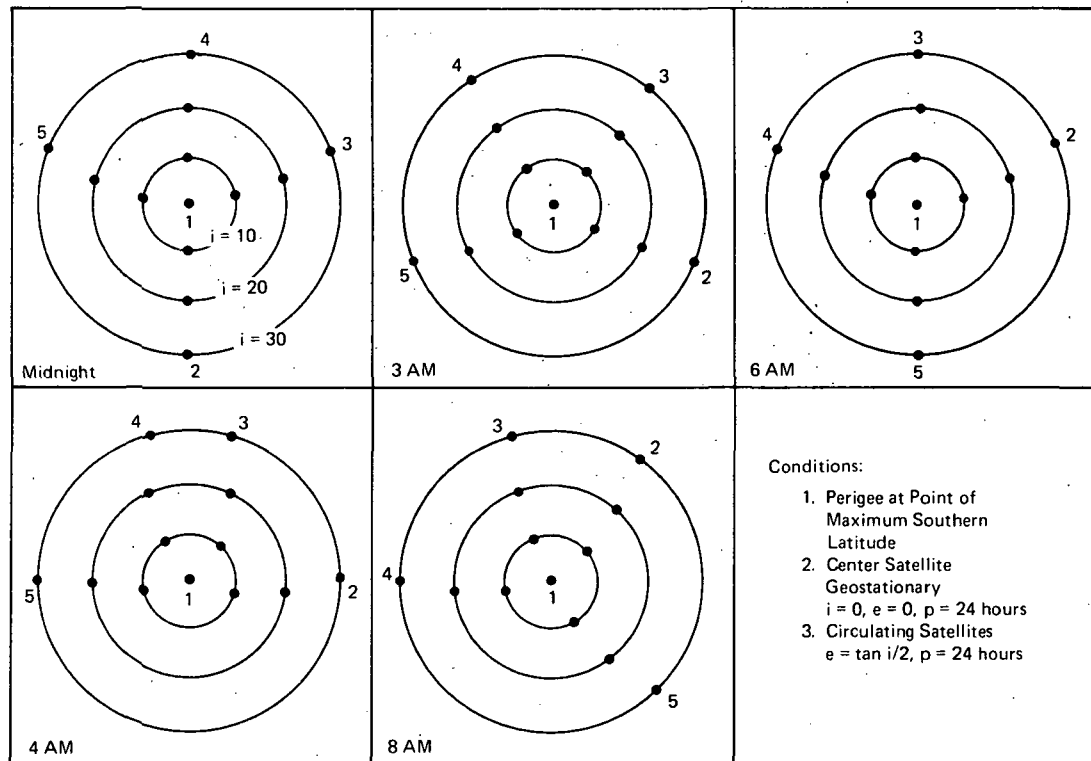 4
5
3
1
i = 10
i = 20
i = 30
Midnight
2
4
3
1
5
2
3 AM
3
4
2
1
6 AM
5
4
3
1
5
2
4 AM
3
2
4
1
5
8 AM
Conditions:
1. Perigee at Point of
Maximum Southern
Latitude
2. Center Satellite
Geostationary
i = 0, e = 0, p = 24 hours
3. Circulating Satellites
e = tan i/2, p = 24 hours